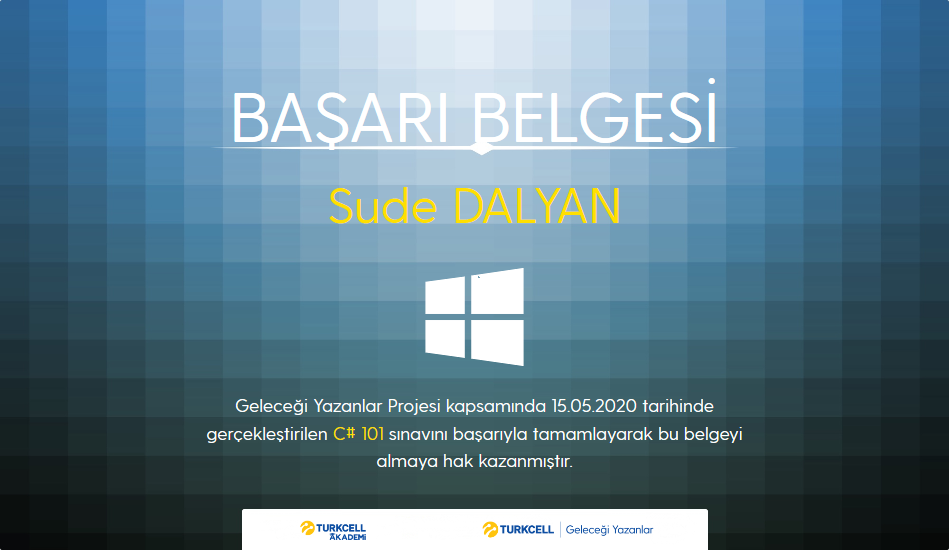 BAŞARI BELGESİ
Sude DALYAN
Geleceği Yazanlar Projesi kapsamında 15.05.2020 tarihinde
gerçekleştirilen C# 101 sınavını başarıyla tamamlayarak bu belgeyi
almaya hak kazanmıştır.
TURKCELL
AKADEMİ
TURKCELL | Geleceği Yazanlar